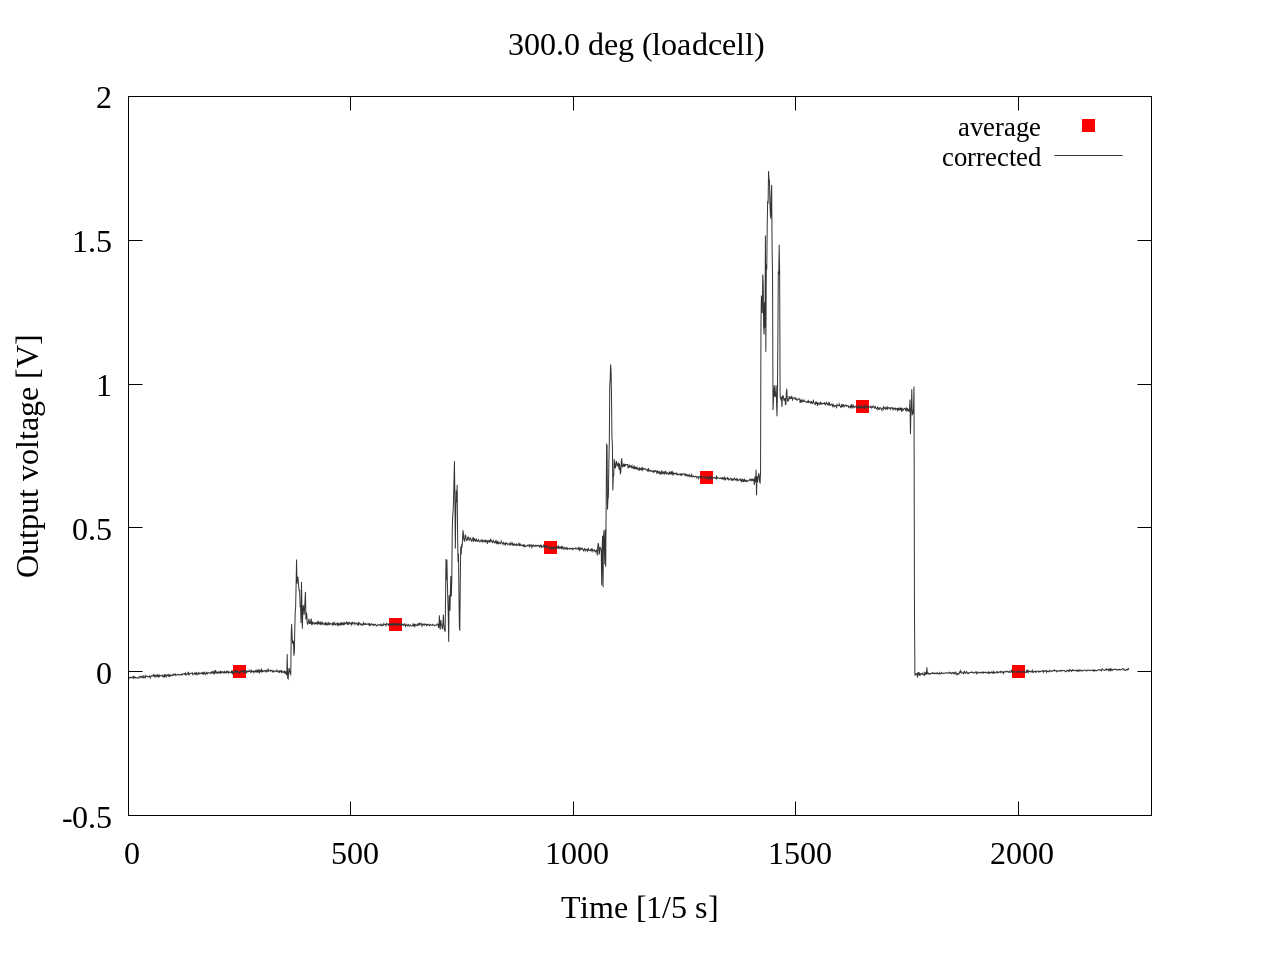 300.0 deg (loadcell)
average
corrected
2
1.5
1
0.5
0
-0.5
Output voltage [V]
0 500 1000 1500 2000
Time [1/5 s]